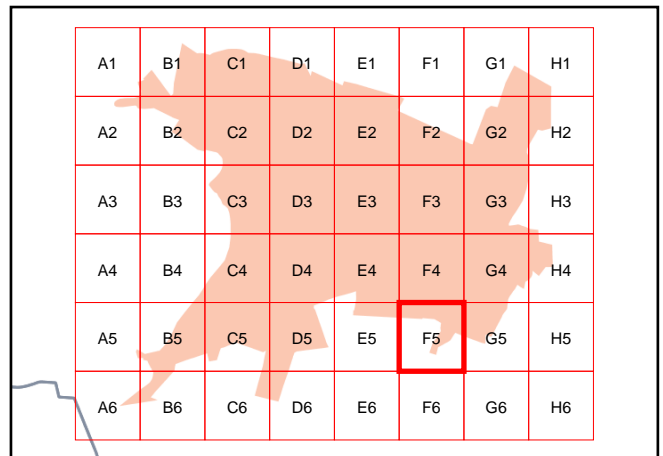 A1 B1 C1 D1 E1 F1 G1 H1
A2 B2 C2 D2 E2 F2 G2 H2
A3 B3 C3 D3 E3 F3 G3 H3
A4 B4 C4 D4 E4 F4 G4 H4
A5 B5 C5 D5 E5 F5 G5 H5
A6 B6 C6 D6 E6 F6 G6 H6